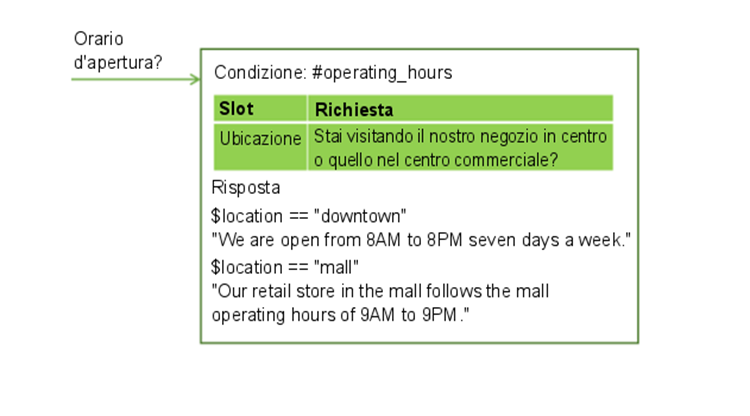 Orario
d'apertura?
Condizione: #operating_hours
Slot Richiesta
Ubicazione Stai visitando il nostro negozio in centro
o quello nel centro commerciale?
Risposta
$location == "downtown"
"We are open from 8AM to 8PM seven days a week."
$location == "mall"
"Our retail store in the mall follows the mall
operating hours of 9AM to 9PM."